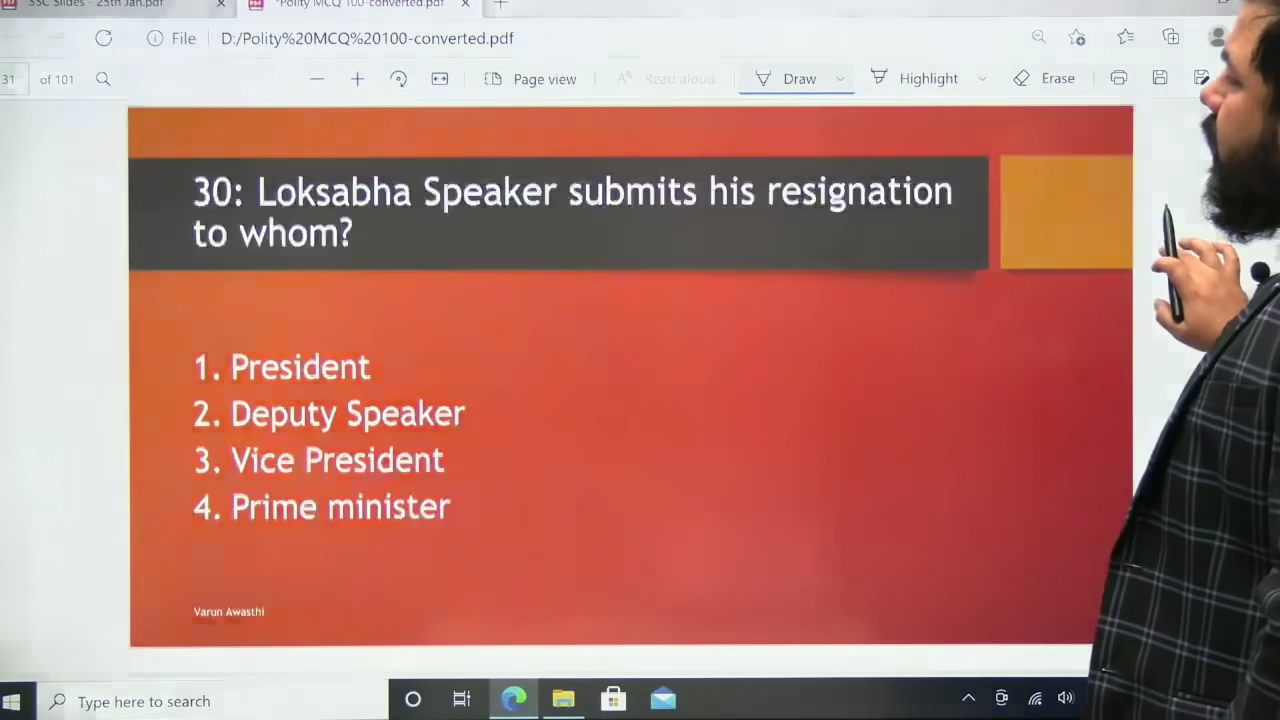 SSC Slides - 25th Jan.pdf
*Polity MCQ 100-converted.pdf
File
D:/Polity%20MCQ%20100-converted.pdf
31 of 101
Page view
Read aloud
Draw
Highlight
Erase
30: Loksabha Speaker submits his resignation
to whom?
1. President
2. Deputy Speaker
3. Vice President
4. Prime minister
Varun Awasthi
Type here to search